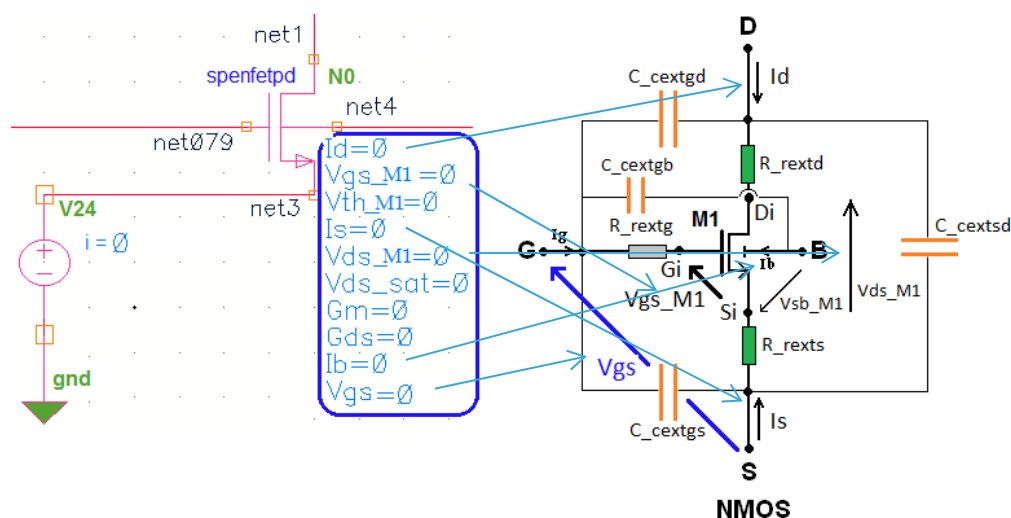 net1
spenfetpd
N0
net4
net079
Id=0
Vgs_M1=0
Vth_M1=0
Is=0
Vds_M1=0
Vds_sat=0
Gm=0
Gds=0
Ib=0
Vgs=0
net3
V24
i=0
gnd
D
C_cextgd
Id
R_rextd
C_cextgb
Di
R_rextg
M1
C_cextsd
G
Ig
B
Gi
Ib
Vgs_M1
Si
Vsb_M1
Vds_M1
R_rexts
Vgs
C_cextgs
Is
S
NMOS